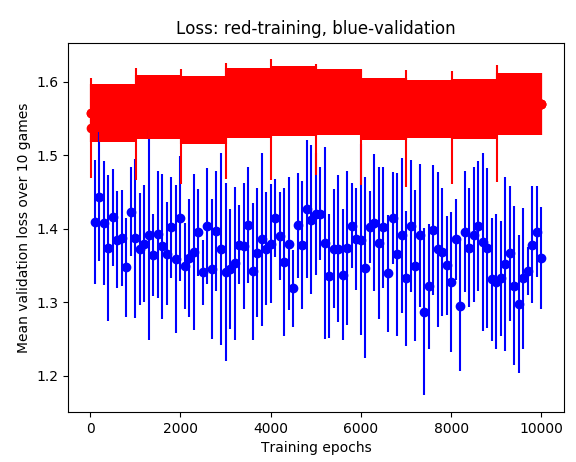 Loss: red-training, blue-validation
Mean validation loss over 10 games
1.6
1.5
1.4
1.3
1.2
0 2000 4000 6000 8000 10000
Training epochs